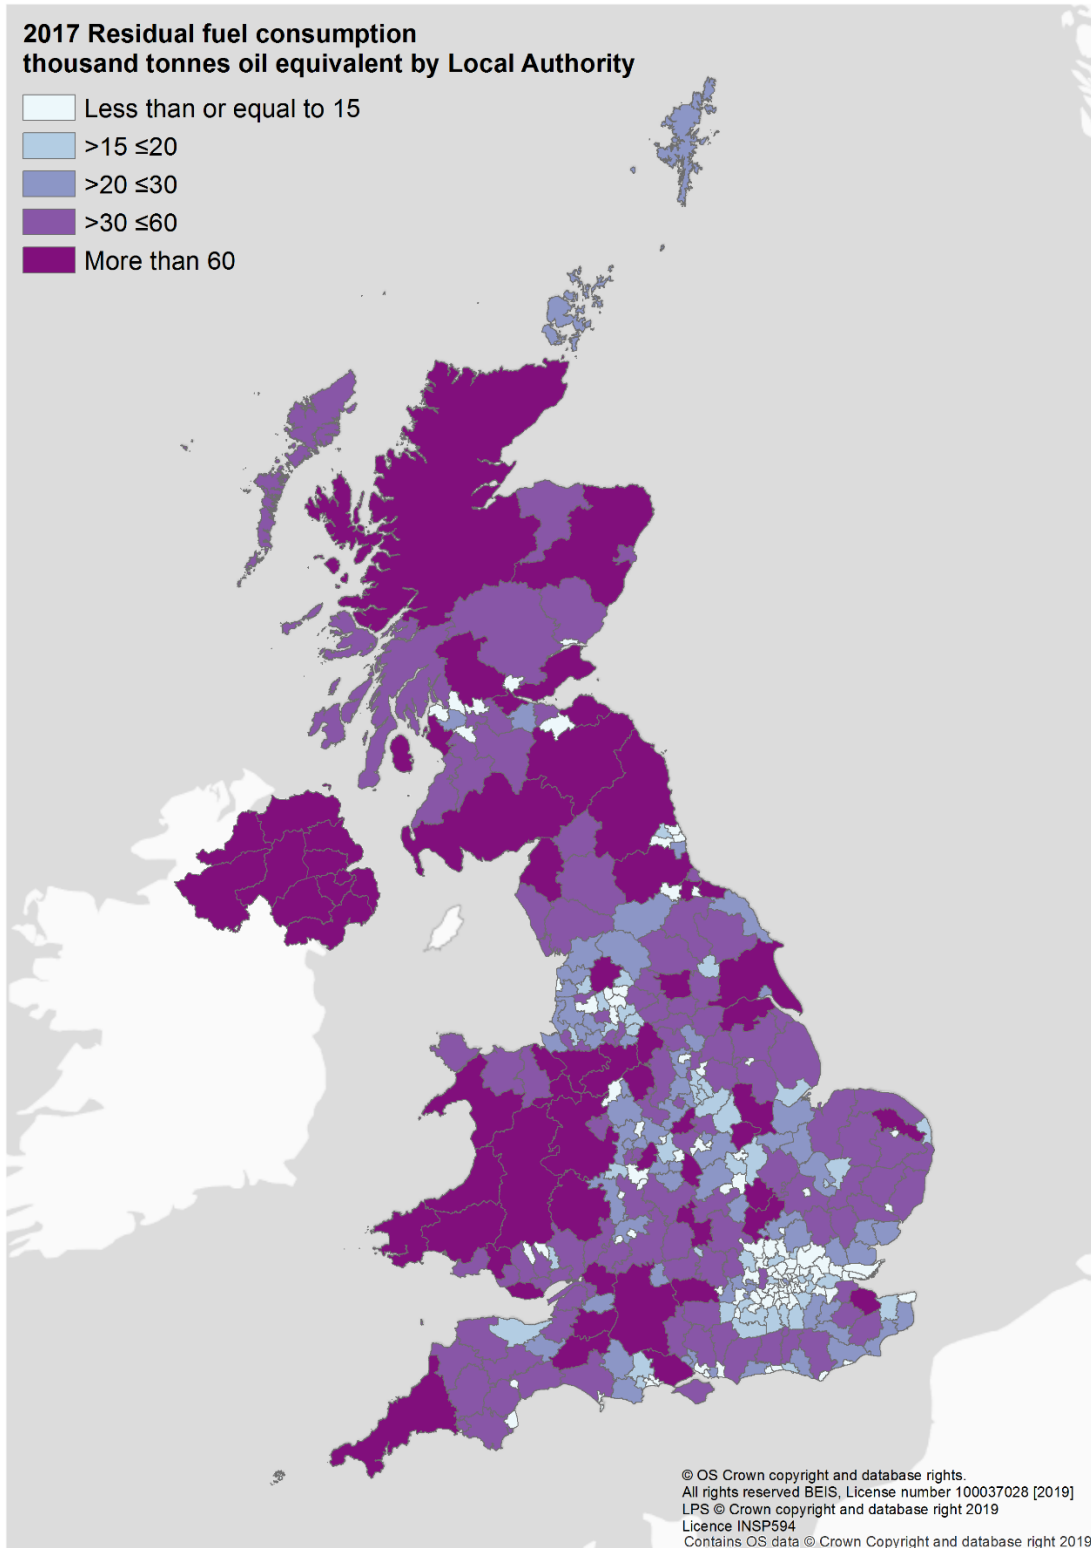 2017 Residual fuel consumption
thousand tonnes oil equivalent by Local Authority
Less than or equal to 15
>15 ≤20
>20 ≤30
>30 ≤60
More than 60
© OS Crown copyright and database rights.
All rights reserved BEIS, License number 100037028 [2019]
LPS © Crown copyright and database right 2019
Licence INSP594
Contains OS data © Crown Copyright and database right 2019